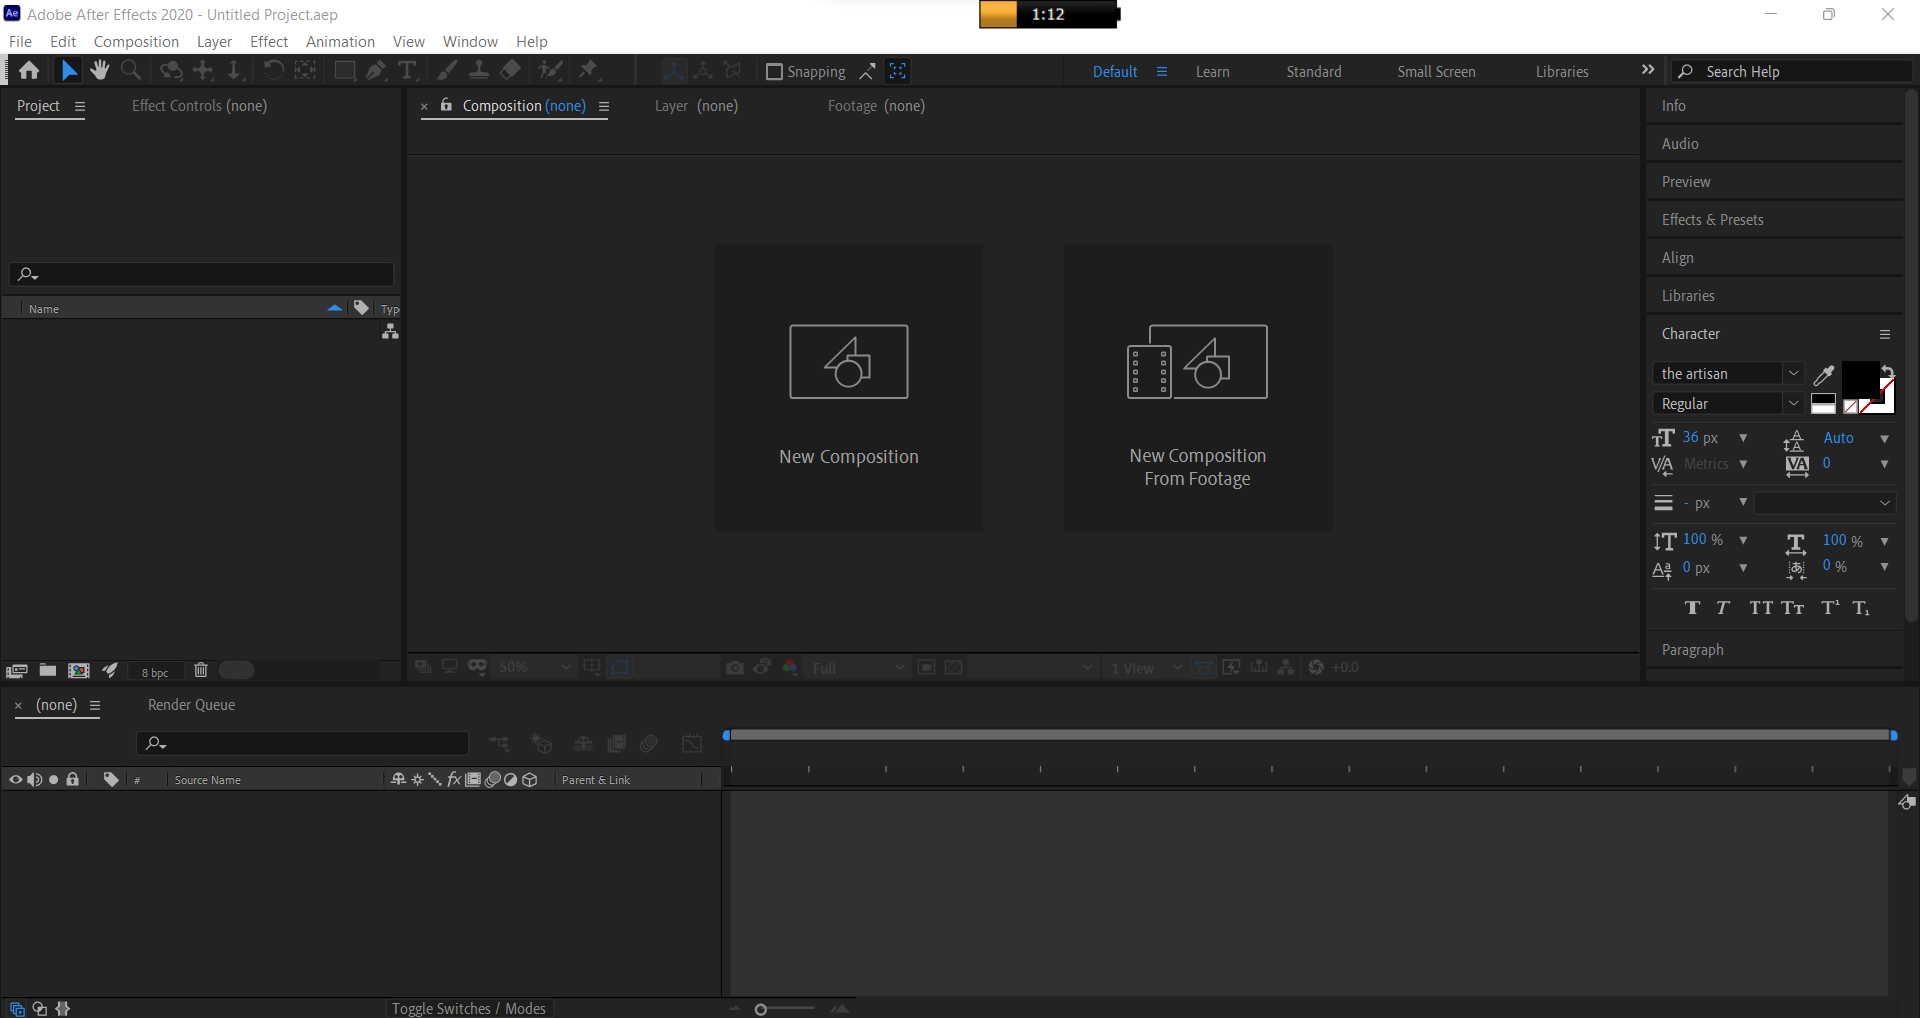 Ae Adobe After Effects 2020 - Untitled Project.aep
1:12
File Edit Composition Layer Effect Animation View Window Help
Snapping
Default Learn Standard Small Screen Libraries Search Help
Project Effect Controls (none)
Composition (none) Layer (none) Footage (none)
Info
Audio
Preview
Effects & Presets
Align
Libraries
Character
the artisan
Regular
36 px Auto
Metrics 0
- px
100 % 100 %
0 px 0 %
Paragraph
Name Typ
New Composition
New Composition
From Footage
8 bpc
50% Full 1 View +0.0
(none) Render Queue
# Source Name fx Parent & Link
Toggle Switches / Modes